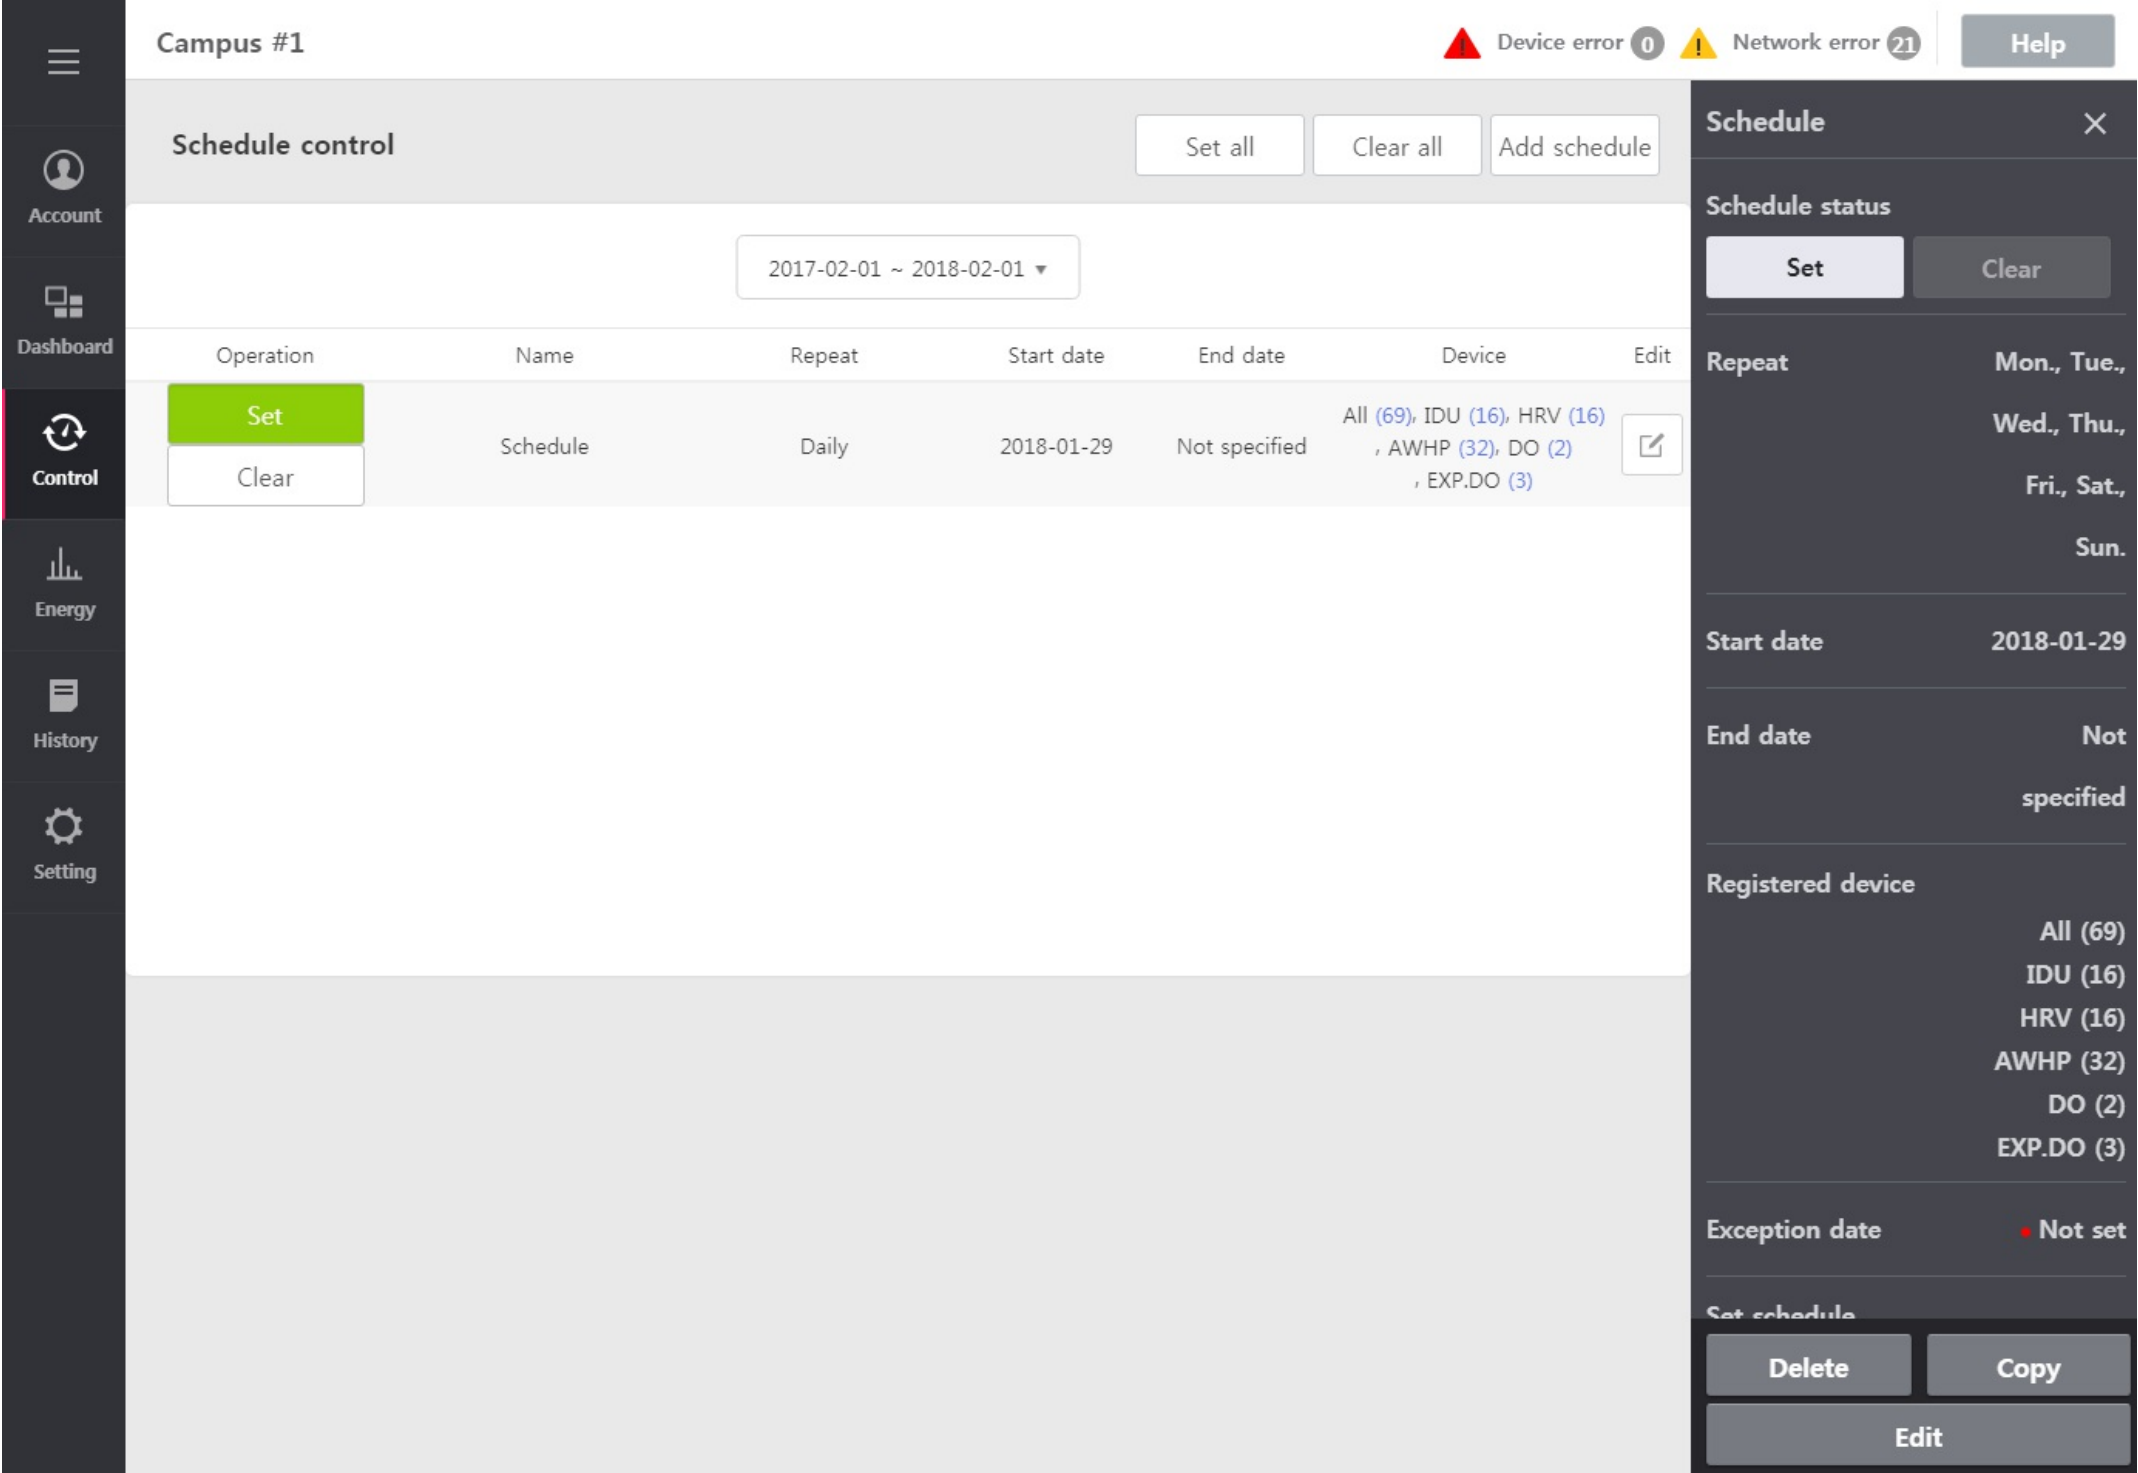 Campus #1
Device error 0
Network error 21
Help
Account
Dashboard
Control
Energy
History
Setting
Schedule control
Set all
Clear all
Add schedule
2017-02-01 ~ 2018-02-01 ▼
Operation Name Repeat Start date End date Device Edit
Set
Clear
Schedule
Daily
2018-01-29
Not specified
All (69), IDU (16), HRV (16)
, AWHP (32), DO (2)
, EXP.DO (3)
Schedule
Schedule status
Set Clear
Repeat Mon., Tue.,
Wed., Thu.,
Fri., Sat.,
Sun.
Start date 2018-01-29
End date Not
specified
Registered device
All (69)
IDU (16)
HRV (16)
AWHP (32)
DO (2)
EXP.DO (3)
Exception date • Not set
Set schedule
Delete Copy
Edit